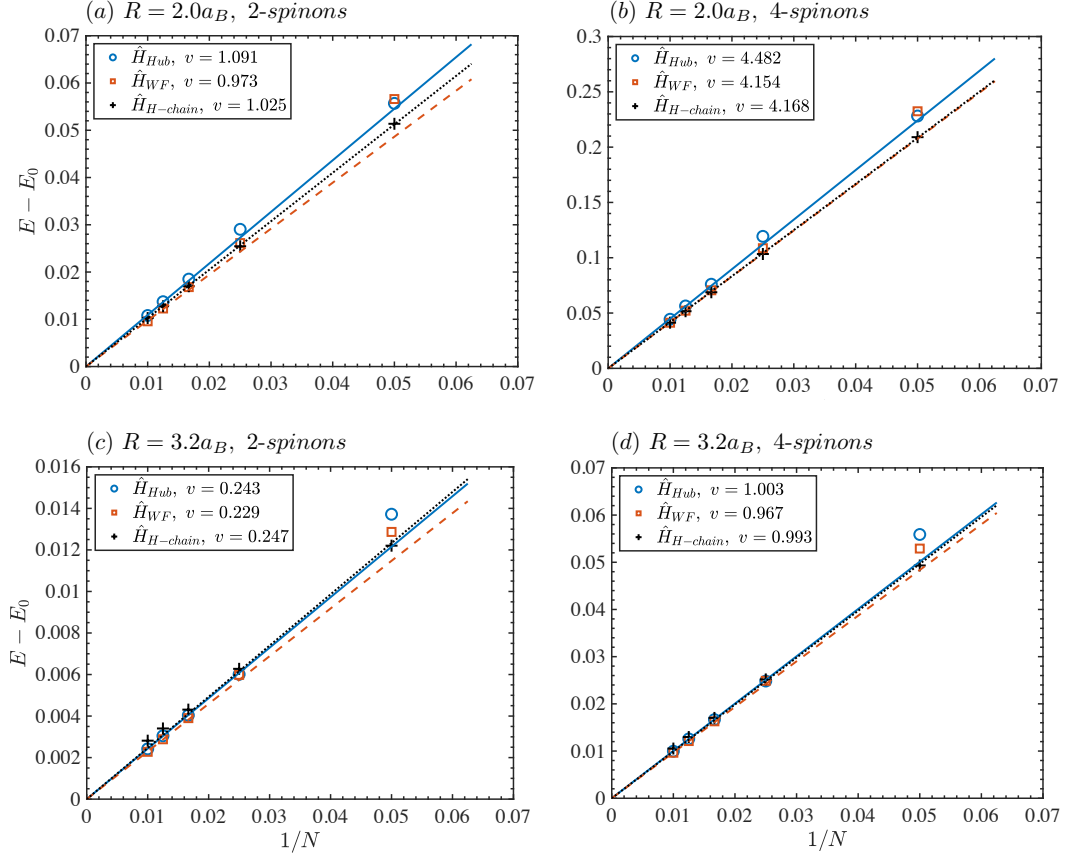 (a) R = 2.0a_B, 2-spinons
0.07
0.06
0.05
0.04
0.03
0.02
0.01
0
E − E_0
Ĥ_Hub, v = 1.091
Ĥ_WF, v = 0.973
Ĥ_H−chain, v = 1.025
0 0.01 0.02 0.03 0.04 0.05 0.06 0.07
(b) R = 2.0a_B, 4-spinons
0.3
0.25
0.2
0.15
0.1
0.05
0
Ĥ_Hub, v = 4.482
Ĥ_WF, v = 4.154
Ĥ_H−chain, v = 4.168
0 0.01 0.02 0.03 0.04 0.05 0.06 0.07
(c) R = 3.2a_B, 2-spinons
0.016
0.014
0.012
0.01
0.008
0.006
0.004
0.002
0
E − E_0
Ĥ_Hub, v = 0.243
Ĥ_WF, v = 0.229
Ĥ_H−chain, v = 0.247
0 0.01 0.02 0.03 0.04 0.05 0.06 0.07
1/N
(d) R = 3.2a_B, 4-spinons
0.07
0.06
0.05
0.04
0.03
0.02
0.01
0
Ĥ_Hub, v = 1.003
Ĥ_WF, v = 0.967
Ĥ_H−chain, v = 0.993
0 0.01 0.02 0.03 0.04 0.05 0.06 0.07
1/N